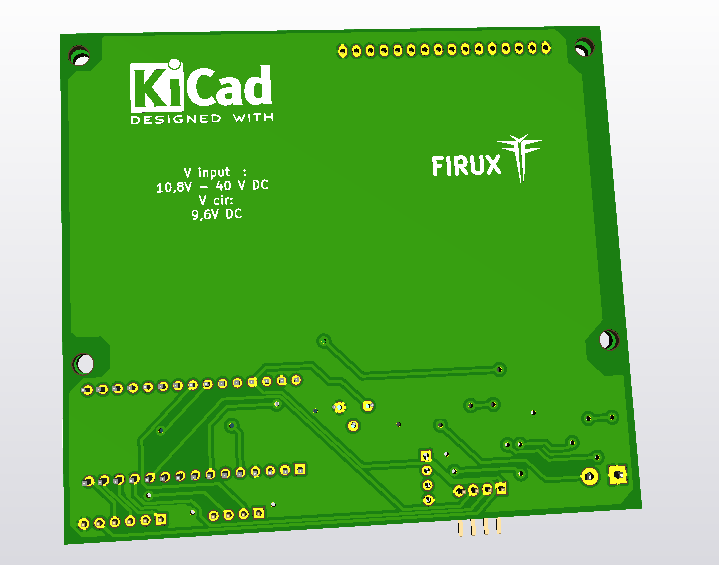 KiCad
DESIGNED WITH
FIRUX
V input :
10,8V – 40 V DC
V cir:
9,6V DC